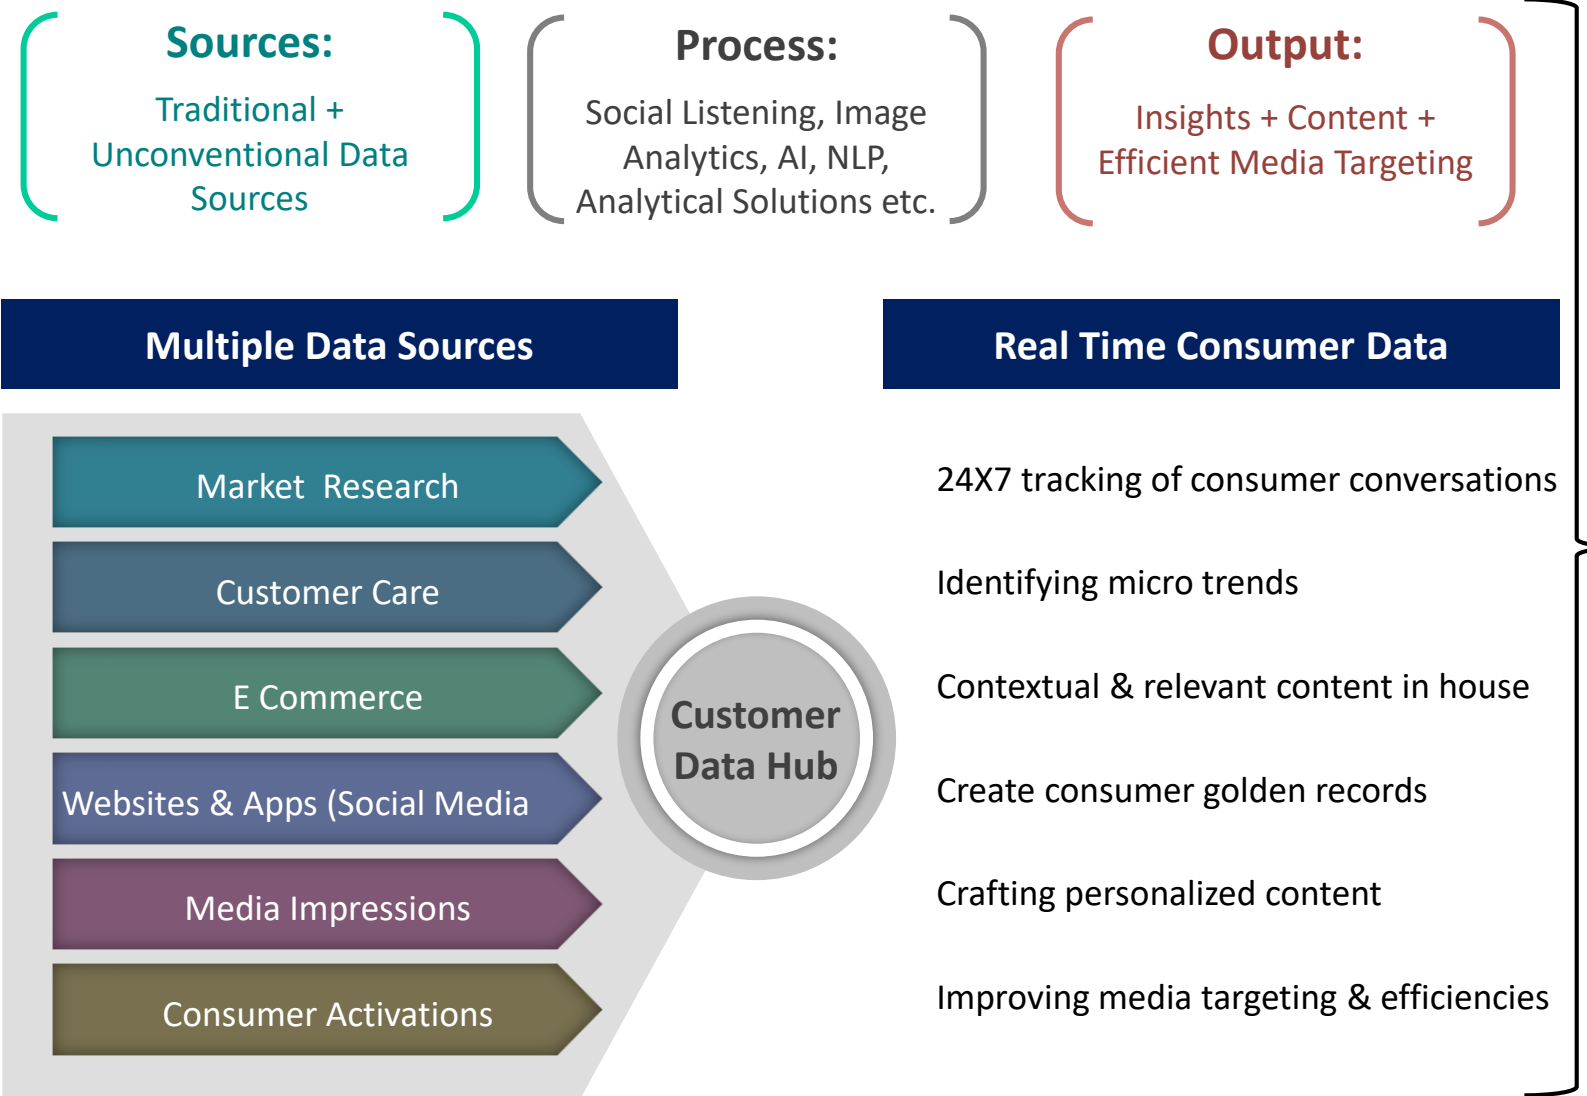 Sources:
Traditional +
Unconventional Data
Sources
Process:
Social Listening, Image
Analytics, AI, NLP,
Analytical Solutions etc.
Output:
Insights + Content +
Efficient Media Targeting
Multiple Data Sources
Market Research
Customer Care
E Commerce
Websites & Apps (Social Media
Media Impressions
Consumer Activations
Customer
Data Hub
Real Time Consumer Data
24X7 tracking of consumer conversations
Identifying micro trends
Contextual & relevant content in house
Create consumer golden records
Crafting personalized content
Improving media targeting & efficiencies